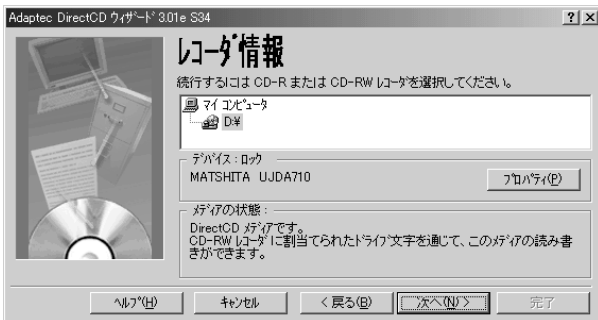 Adaptec DirectCD ウィザード 3.01e S34
レコーダ情報
続行するには CD-R または CD-RW レコーダを選択してください。
マイ コンピュータ
D:¥
デバイス : ロック
MATSHITA UJDA710
プロパティ(P)
メディアの状態 :
DirectCD メディアです。
CD-RW レコーダに割当てられたドライブ文字を通じて、このメディアの読み書
きができます。
ヘルプ(H)
キャンセル
< 戻る(B)
次へ(N) >
完了